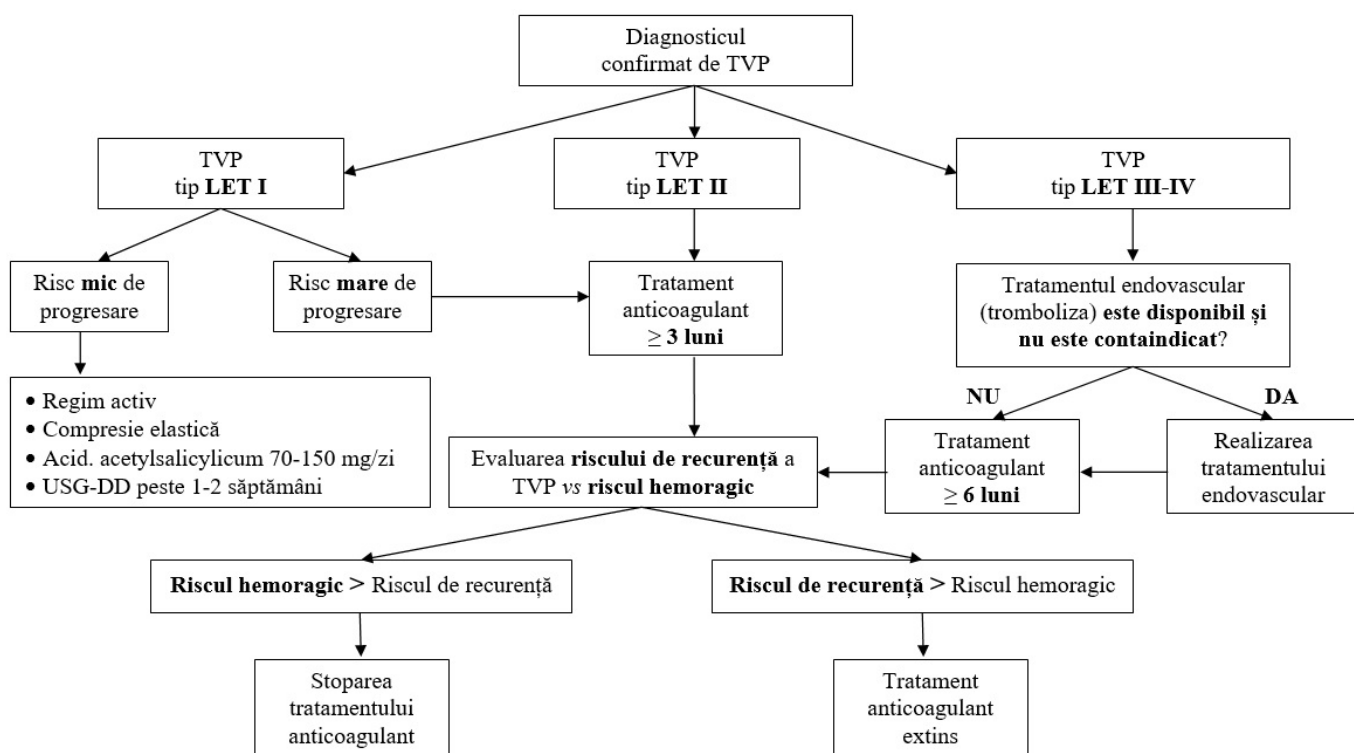 Diagnosticul
confirmat de TVP
TVP
tip LET I
TVP
tip LET II
TVP
tip LET III-IV
Risc mic de
progresare
Risc mare de
progresare
Tratament
anticoagulant
≥ 3 luni
Tratamentul endovascular
(tromboliza) este disponibil și
nu este containdicat?
• Regim activ
• Compresie elastică
• Acid. acetylsalicylicum 70-150 mg/zi
• USG-DD peste 1-2 săptămâni
NU
DA
Evaluarea riscului de recurență a
TVP vs riscul hemoragic
Tratament
anticoagulant
≥ 6 luni
Realizarea
tratamentului
endovascular
Riscul hemoragic > Riscul de recurență
Riscul de recurență > Riscul hemoragic
Stoparea
tratamentului
anticoagulant
Tratament
anticoagulant
extins